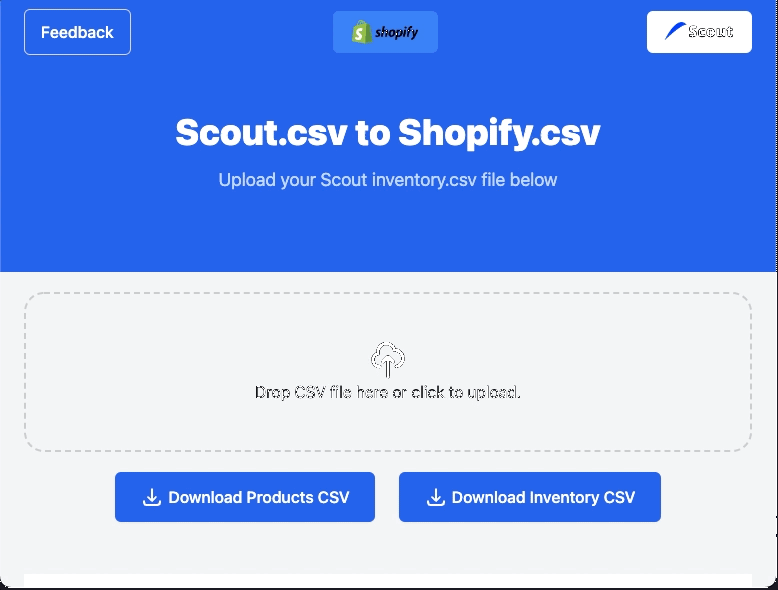 Feedback
shopify
Scout
Scout.csv to Shopify.csv
Upload your Scout inventory.csv file below
Drop CSV file here or click to upload.
Download Products CSV
Download Inventory CSV